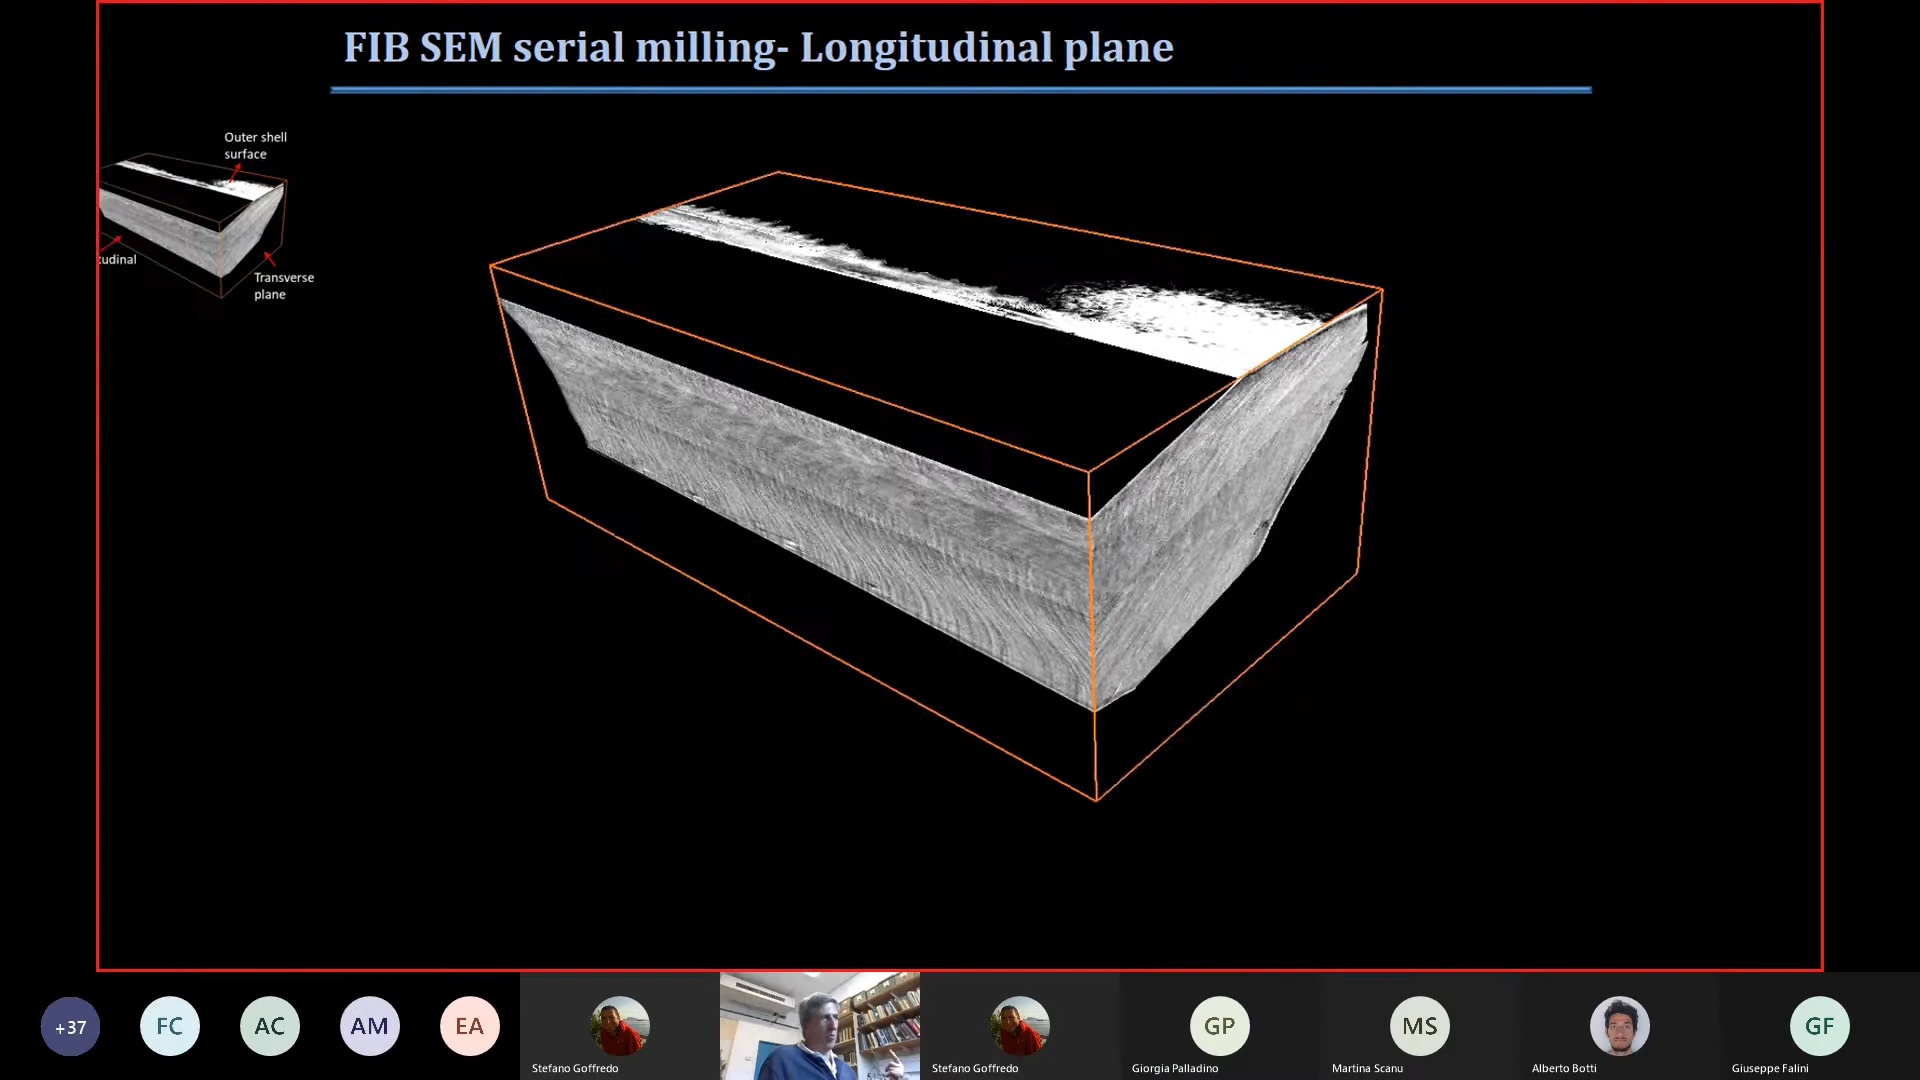 FIB SEM serial milling- Longitudinal plane
Outer shell
surface
tudinal
Transverse
plane
+37
FC
AC
AM
EA
Stefano Goffredo
Stefano Goffredo
GP
Giorgia Palladino
MS
Martina Scanu
Alberto Botti
GF
Giuseppe Falini